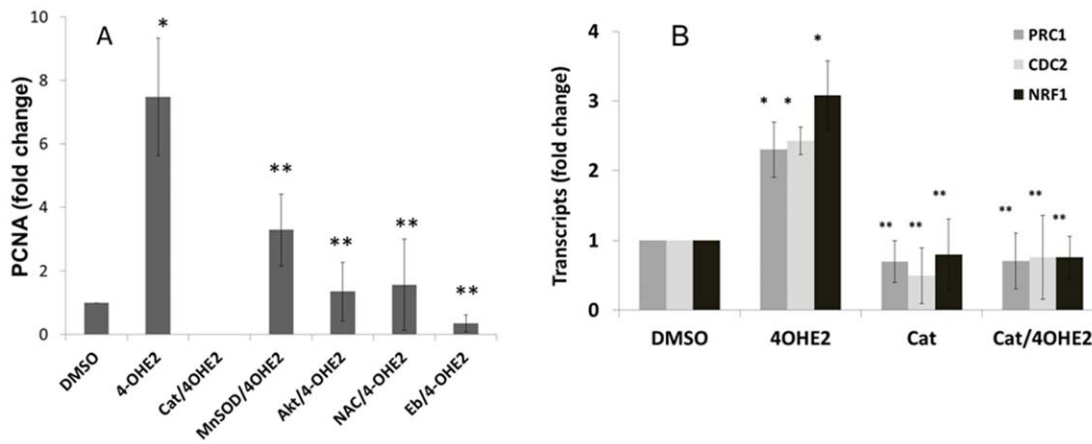 A
PCNA (fold change)
10
8
6
4
2
0
*
**
**
**
**
DMSO
4-OHE2
Cat/4OHE2
MnSOD/4OHE2
Akt/4-OHE2
NAC/4-OHE2
Eb/4-OHE2
B
Transcripts (fold change)
4
3
2
1
0
* * *
** ** **
** ** **
DMSO
4OHE2
Cat
Cat/4OHE2
PRC1
CDC2
NRF1